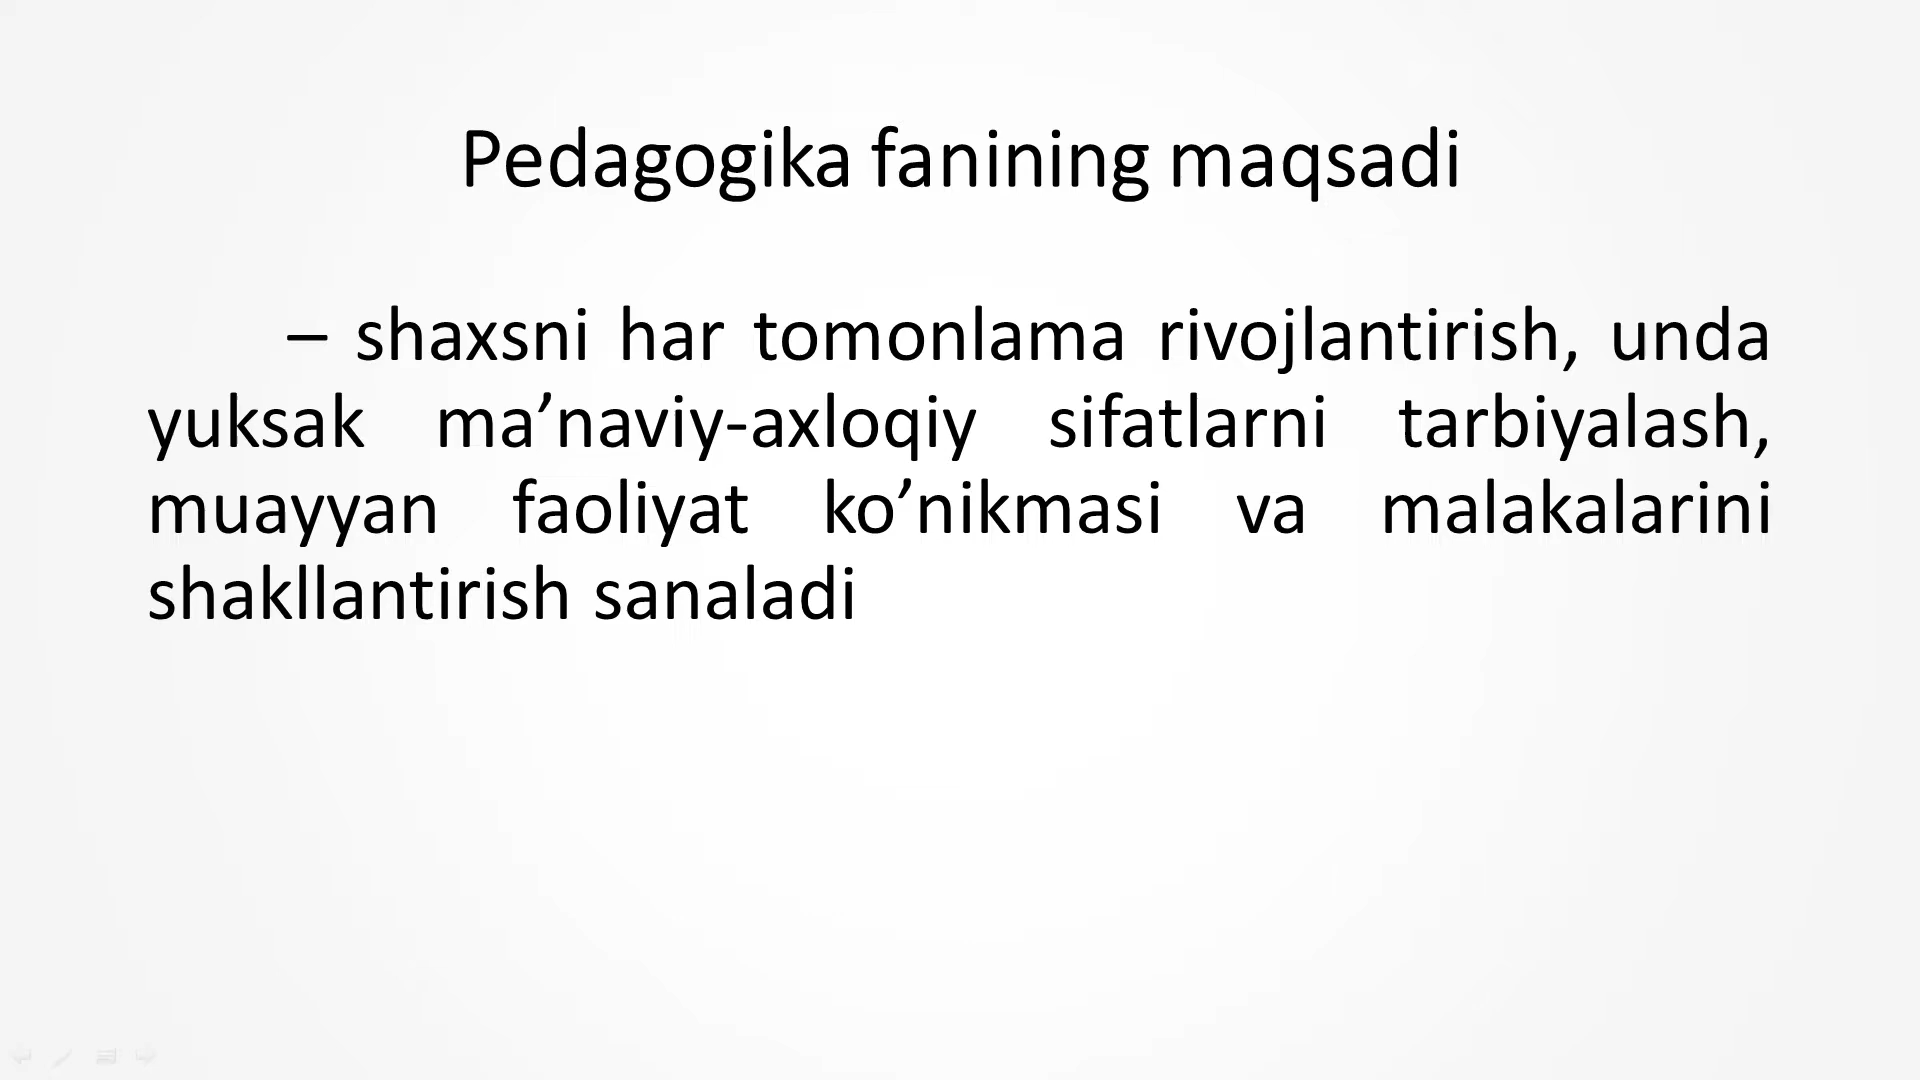 Pedagogika fanining maqsadi
– shaxsni har tomonlama rivojlantirish, unda
yuksak ma’naviy-axloqiy sifatlarni tarbiyalash,
muayyan faoliyat ko’nikmasi va malakalarini
shakllantirish sanaladi